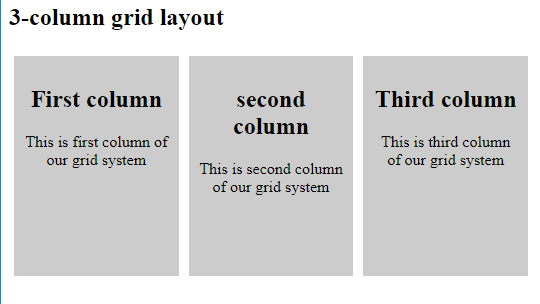 3-column grid layout
First column
This is first column of
our grid system
second
column
This is second column
of our grid system
Third column
This is third column
of our grid system